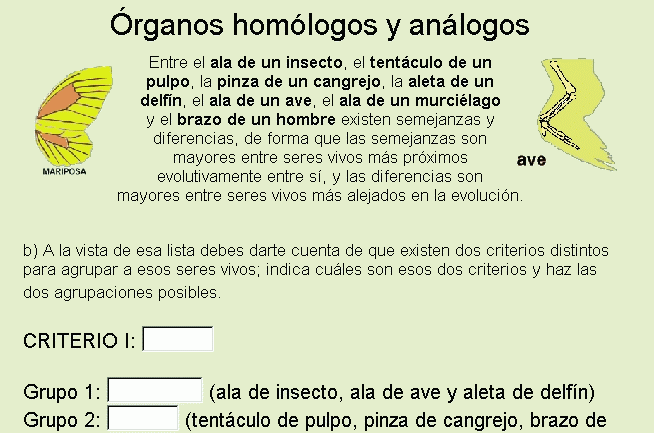 Órganos homólogos y análogos
Entre el ala de un insecto, el tentáculo de un
pulpo, la pinza de un cangrejo, la aleta de un
delfín, el ala de un ave, el ala de un murciélago
y el brazo de un hombre existen semejanzas y
diferencias, de forma que las semejanzas son
mayores entre seres vivos más próximos
evolutivamente entre sí, y las diferencias son
mayores entre seres vivos más alejados en la evolución.
MARIPOSA
ave
b) A la vista de esa lista debes darte cuenta de que existen dos criterios distintos
para agrupar a esos seres vivos; indica cuáles son esos dos criterios y haz las
dos agrupaciones posibles.
CRITERIO I:
Grupo 1: (ala de insecto, ala de ave y aleta de delfín)
Grupo 2: (tentáculo de pulpo, pinza de cangrejo, brazo de